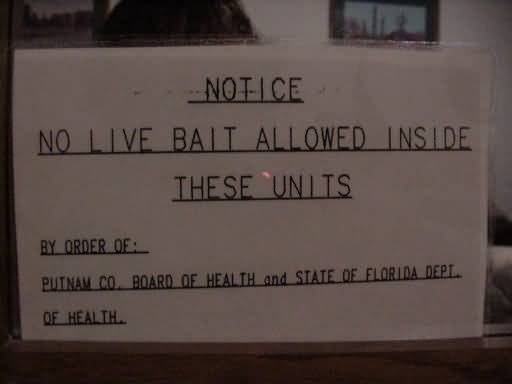 NOTICE
NO LIVE BAIT ALLOWED INSIDE
THESE UNITS
BY ORDER OF:
PUTNAM CO. BOARD OF HEALTH and STATE OF FLORIDA DEPT.
OF HEALTH.